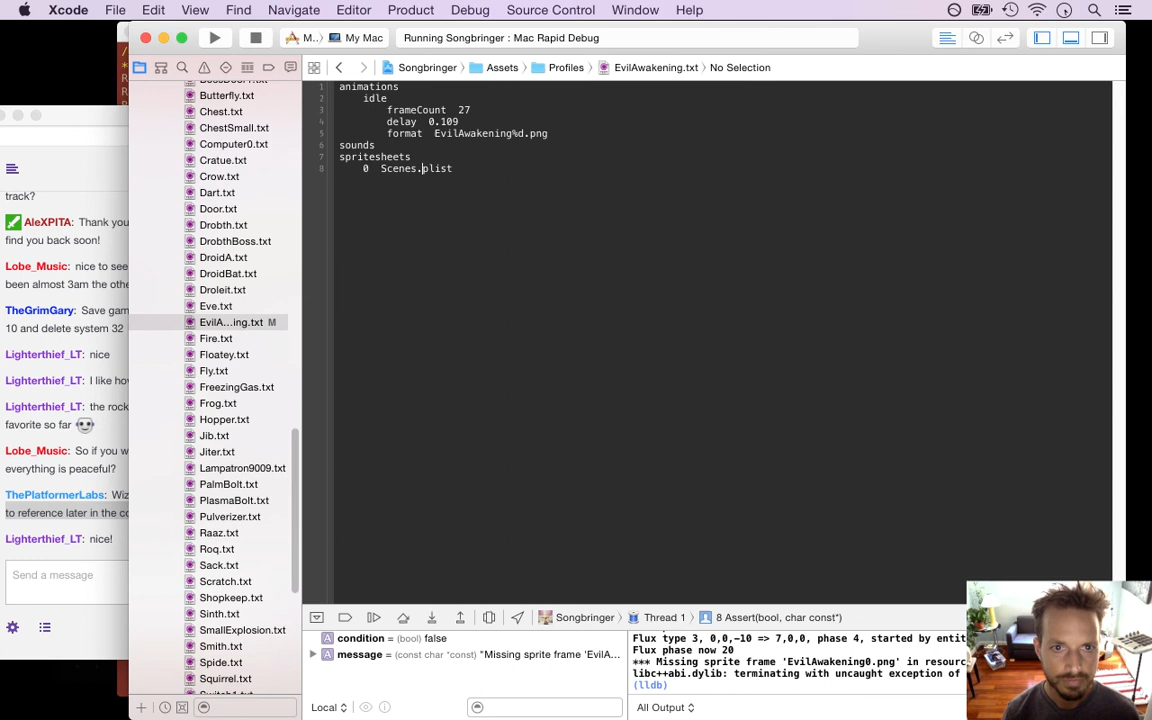 Xcode File Edit View Find Navigate Editor Product Debug Source Control Window Help
M.. My Mac Running Songbringer : Mac Rapid Debug
Songbringer Assets Profiles EvilAwakening.txt No Selection
track?
AleXPITA: Thank you
find you back soon!
Lobe_Music: nice to see
been almost 3am the othe
TheGrimGary: Save gam
10 and delete system 32
Lighterthief_LT: nice
Lighterthief_LT: I like ho
Lighterthief_LT: the rock
favorite so far
Lobe_Music: So if you w
everything is peaceful?
ThePlatformerLabs: Wiz
to reference later in the co
Lighterthief_LT: nice!
Send a message
Butterfly.txt
Chest.txt
ChestSmall.txt
Computer0.txt
Cratue.txt
Crow.txt
Dart.txt
Door.txt
Drobth.txt
DrobthBoss.txt
DroidA.txt
DroidBat.txt
Droleit.txt
Eve.txt
EvilA...ing.txt M
Fire.txt
Floatey.txt
Fly.txt
FreezingGas.txt
Frog.txt
Hopper.txt
Jib.txt
Jiter.txt
Lampatron9009.txt
PalmBolt.txt
PlasmaBolt.txt
Pulverizer.txt
Raaz.txt
Roq.txt
Sack.txt
Scratch.txt
Shopkeep.txt
Sinth.txt
SmallExplosion.txt
Smith.txt
Spide.txt
Squirrel.txt
1 animations
2 idle
3 frameCount 27
4 delay 0.109
5 format EvilAwakening%d.png
6 sounds
7 spritesheets
8 0 Scenes.plist
Songbringer Thread 1 8 Assert(bool, char const*)
A condition = (bool) false
A message = (const char *const) "Missing sprite frame 'EvilA...
Local
Flux type 3, 0,0,-10 => 7,0,0, phase 4, started by entit
Flux phase now 20
*** Missing sprite frame 'EvilAwakening0.png' in resourc
libc++abi.dylib: terminating with uncaught exception of
(lldb)
All Output